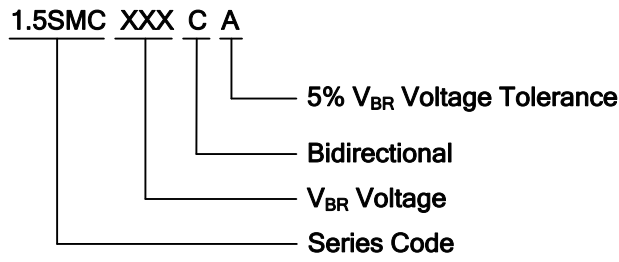 1.5SMC XXX C A
5% VBR Voltage Tolerance
Bidirectional
VBR Voltage
Series Code